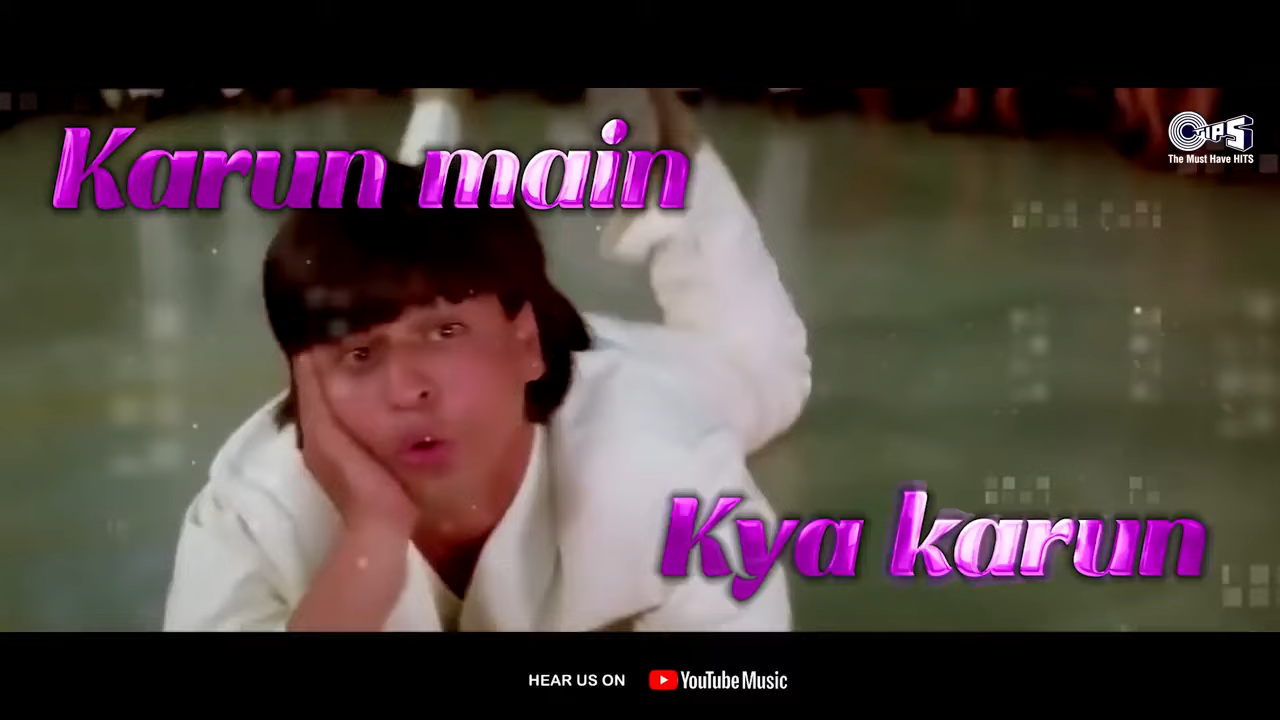 Karun main
TIPS
The Must Have HITS
Kya karun
HEAR US ON YouTube Music